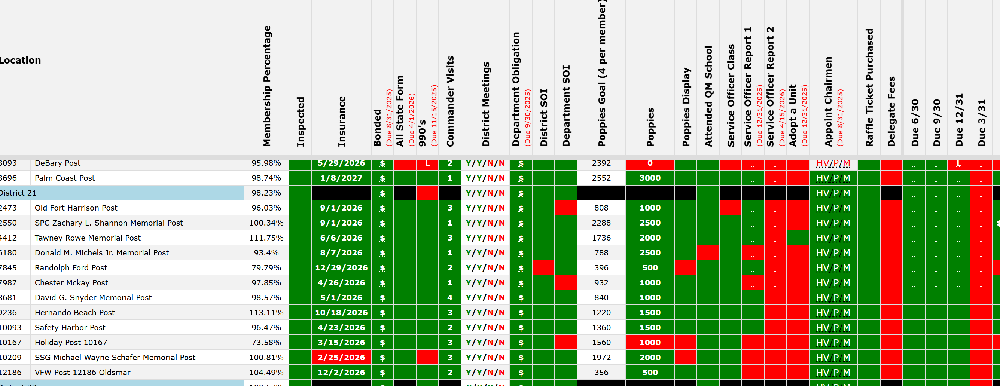 Location
Membership Percentage
Inspected
Insurance
Bonded
(Due 8/31/2025)
All State Form
(Due 4/1/2026)
990's
(Due 11/15/2025)
Commander Visits
District Meetings
Department Obligation
(Due 9/30/2025)
District SOI
Department SOI
Poppies Goal (4 per member)
Poppies
Poppies Display
Attended QM School
Service Officer Class
Service Officer Report 1
(Due 12/31/2025)
Service Officer Report 2
(Due 4/15/2026)
Adopt a Unit
(Due 12/31/2025)
Appoint Chairmen
(Due 8/31/2025)
Raffle Ticket Purchased
Delegate Fees
Due 6/30
Due 9/30
Due 12/31
Due 3/31
8093 DeBary Post 95.98% 5/29/2026 $ L 2 Y/Y/N/N $ 2392 0 .. .. HV/P/M .. .. L .. 
3696 Palm Coast Post 98.74% 1/8/2027 $ 1 Y/Y/N/N $ 2552 3000 .. .. HV/P/M .. .. .. ..
District 21 98.23% $ Y/Y/N/N $ HV/P/M .. .. .. ..
2473 Old Fort Harrison Post 96.03% 9/1/2026 $ 3 Y/Y/N/N $ 808 1000 .. .. HV/P/M .. .. .. ..
2550 SPC Zachary L. Shannon Memorial Post 100.34% 9/1/2026 $ 1 Y/Y/N/N $ 2288 2500 .. .. HV/P/M .. .. .. .. $
4412 Tawney Rowe Memorial Post 111.75% 6/6/2026 $ 3 Y/Y/N/N $ 1736 2000 .. .. HV/P/M .. .. .. ..
6180 Donald M. Michels Jr. Memorial Post 93.4% 8/7/2026 $ 1 Y/Y/N/N $ 788 2500 .. .. HV/P/M .. .. .. ..
7845 Randolph Ford Post 79.79% 12/29/2026 $ 2 Y/Y/N/N $ 396 500 .. .. HV/P/M .. .. .. ..
7987 Chester Mckay Post 97.85% 4/26/2026 $ 1 Y/Y/N/N $ 932 1000 .. .. HV/P/M .. .. .. ..
8681 David G. Snyder Memorial Post 98.57% 5/1/2026 $ 4 Y/Y/N/N $ 840 1000 .. .. HV/P/M .. .. .. ..
9236 Hernando Beach Post 113.11% 10/18/2026 $ 3 Y/Y/N/N $ 1220 1500 .. .. HV/P/M .. .. .. ..
10093 Safety Harbor Post 96.47% 4/23/2026 $ 2 Y/Y/N/N $ 1360 1500 .. .. HV/P/M .. .. .. ..
10167 Holiday Post 10167 73.58% 3/15/2026 $ 3 Y/Y/N/N $ 1560 1000 .. .. HV/P/M .. .. .. ..
10209 SSG Michael Wayne Schafer Memorial Post 100.81% 2/25/2026 $ 3 Y/Y/N/N $ 1972 2000 .. .. HV/P/M .. .. .. ..
12186 VFW Post 12186 Oldsmar 104.49% 12/2/2026 $ 2 Y/Y/N/N $ 356 500 .. .. HV/P/M .. .. .. ..